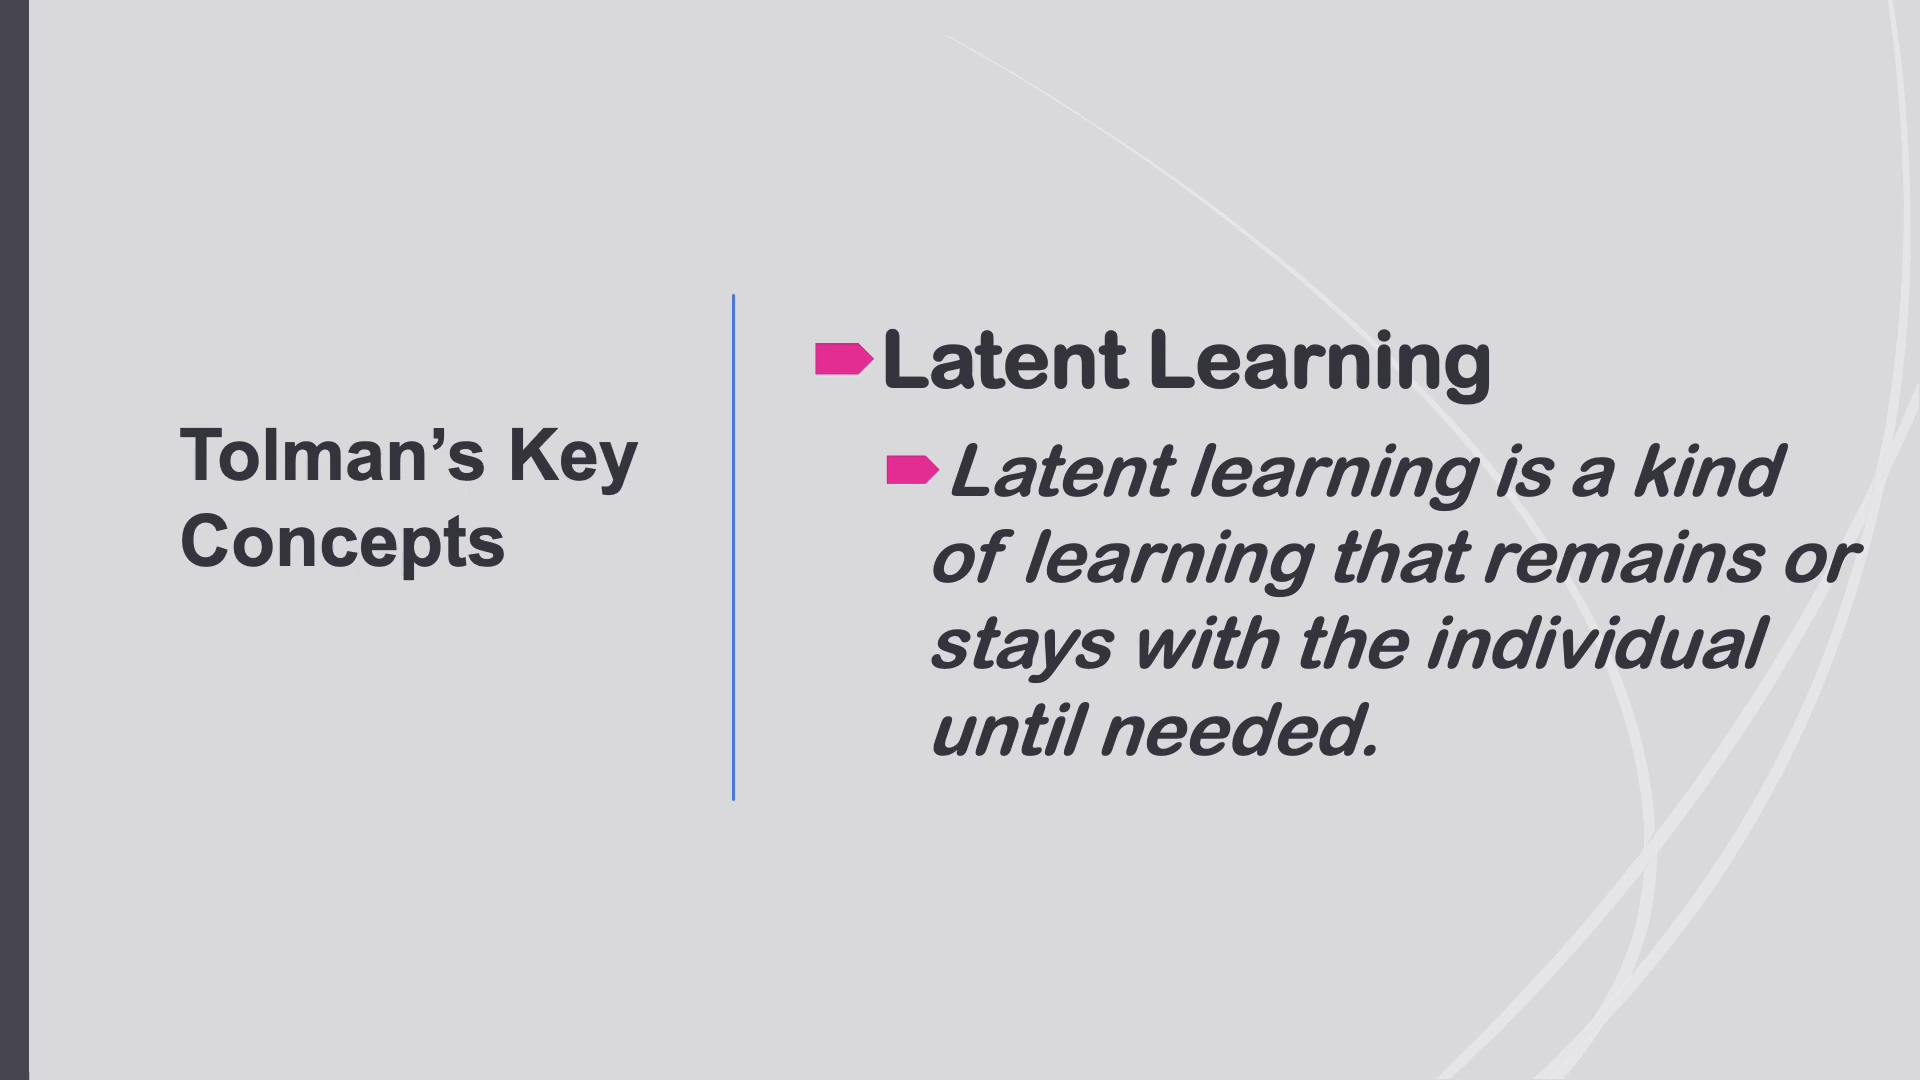 Tolman’s Key
Concepts
Latent Learning
Latent learning is a kind
of learning that remains or
stays with the individual
until needed.